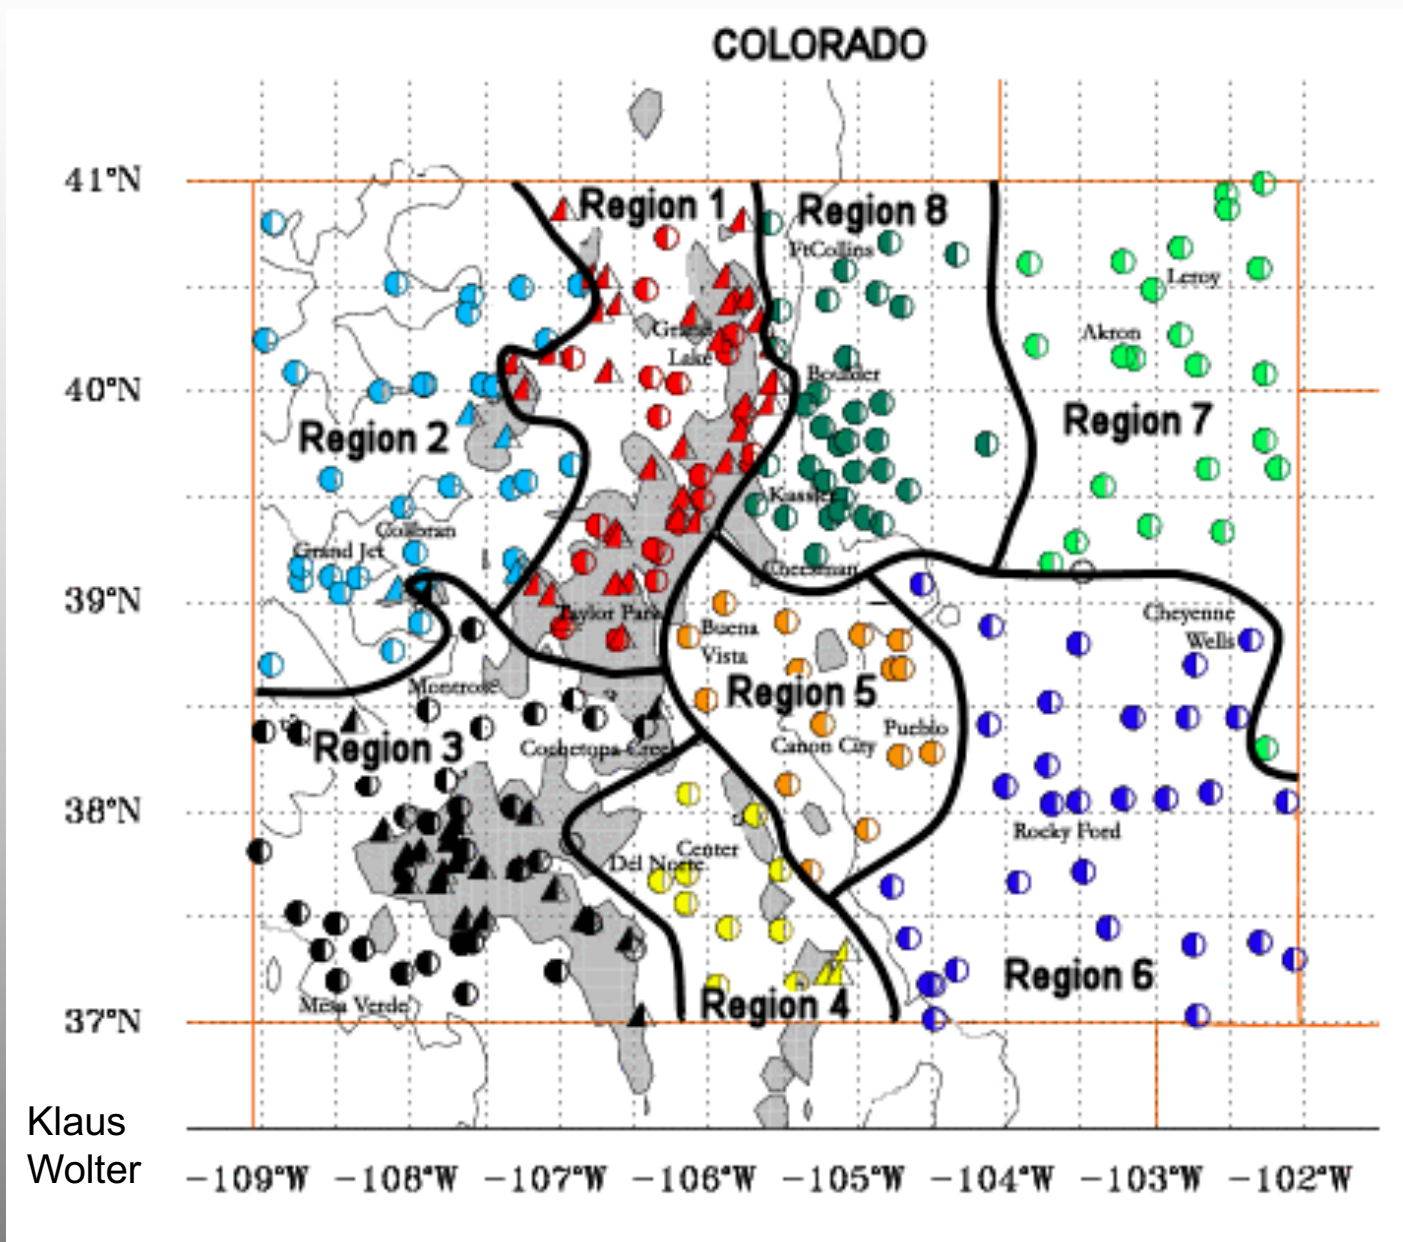 COLORADO
41°N
40°N
39°N
38°N
37°N
Region 1
Region 8
FtCollins
Leroy
Grand
Lake
Akron
Boulder
Region 2
Region 7
Kassler
Collbran
Grand Jct
Cheesman
Taylor Park
Buena
Vista
Cheyenne
Wells
Montrose
Region 5
Region 3
Cochetopa Creek
Canon City
Pueblo
Rocky Ford
Center
Del Norte
Mesa Verde
Region 4
Region 6
Klaus
Wolter
-109°W -108°W -107°W -106°W -105°W -104°W -103°W -102°W